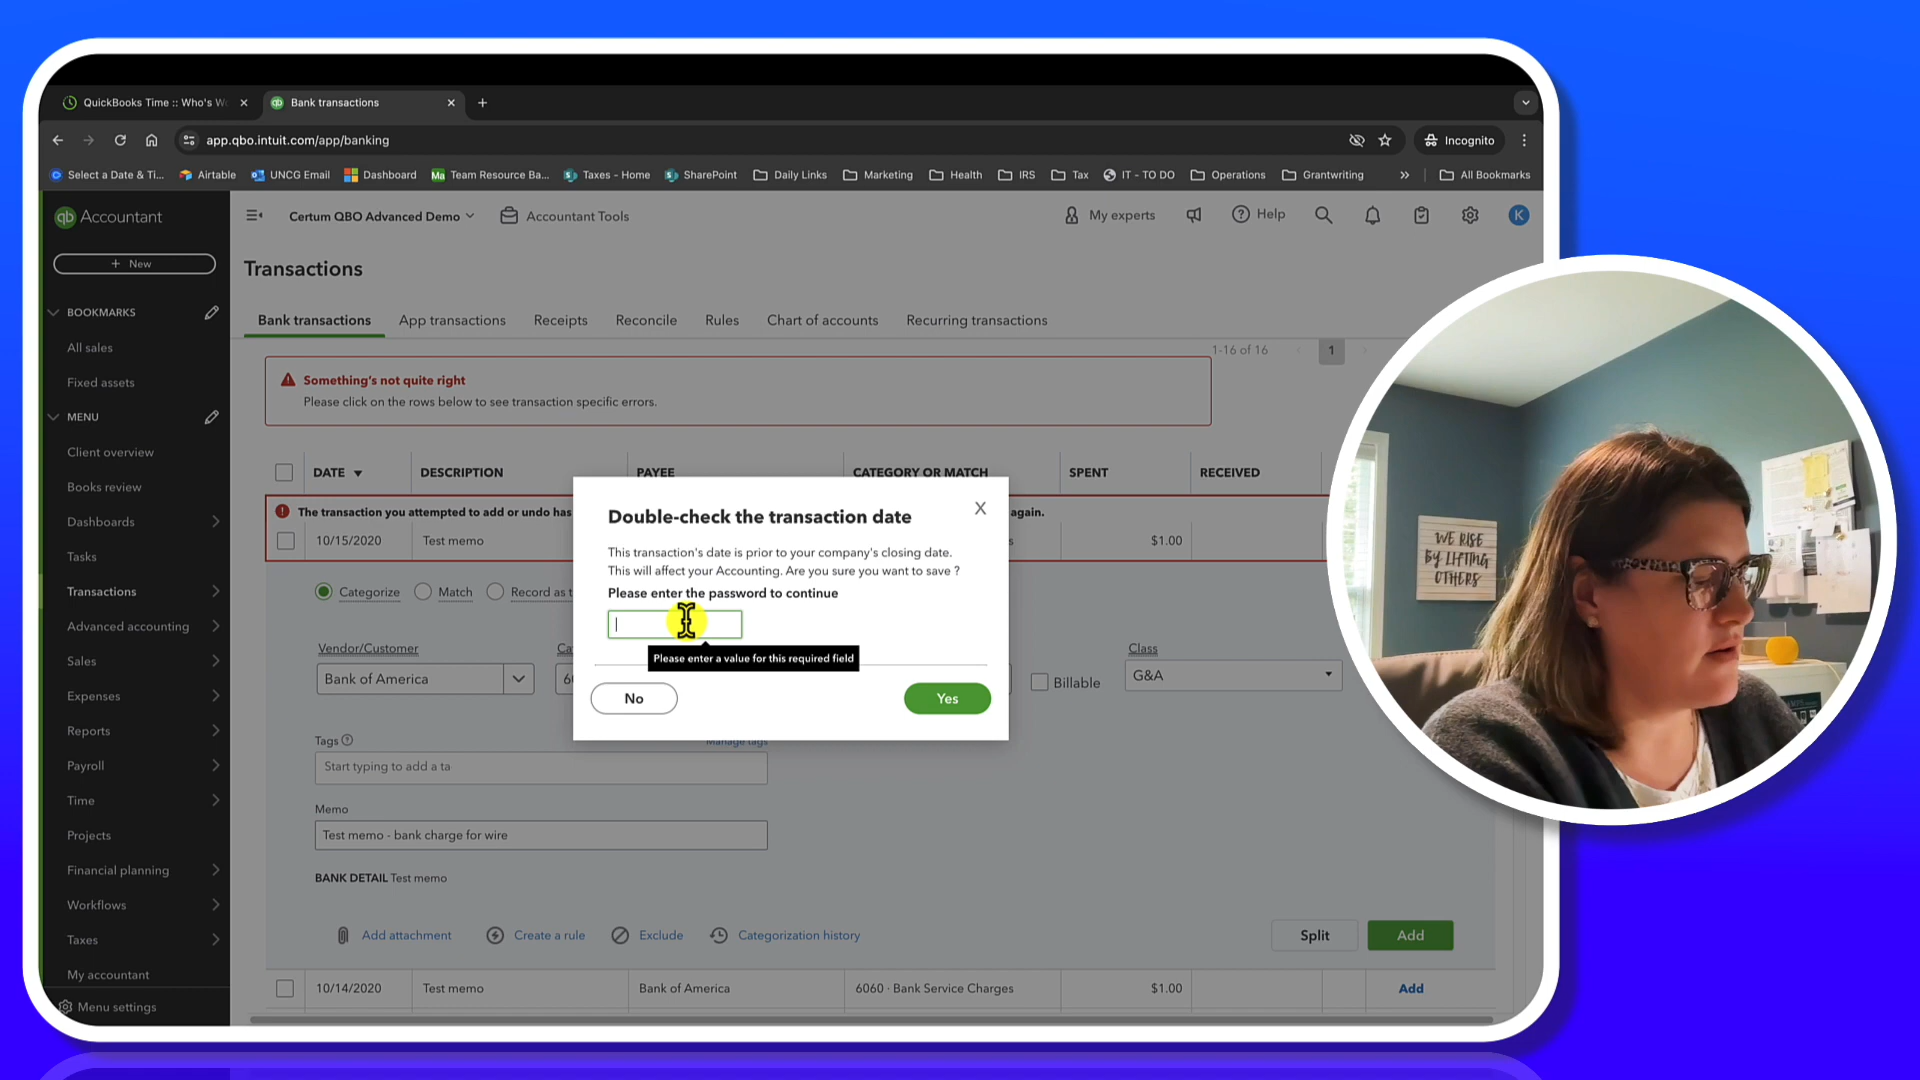 QuickBooks Time :: Who's Wo
Bank transactions
app.qbo.intuit.com/app/banking
Incognito
Select a Date & Ti...
Airtable
UNCG Email
Dashboard
Ma Team Resource Ba...
Taxes - Home
SharePoint
Daily Links
Marketing
Health
IRS
Tax
IT - TO DO
Operations
Grantwriting
All Bookmarks
qb Accountant
Certum QBO Advanced Demo
Accountant Tools
My experts
Help
K
+ New
Transactions
BOOKMARKS
All sales
Fixed assets
MENU
Client overview
Books review
Dashboards
Tasks
Transactions
Advanced accounting
Sales
Expenses
Reports
Payroll
Time
Projects
Financial planning
Workflows
Taxes
My accountant
Menu settings
Bank transactions
App transactions
Receipts
Reconcile
Rules
Chart of accounts
Recurring transactions
1-16 of 16
1
Something's not quite right
Please click on the rows below to see transaction specific errors.
DATE
DESCRIPTION
PAYEE
CATEGORY OR MATCH
SPENT
RECEIVED
The transaction you attempted to add or undo has
again.
10/15/2020
Test memo
s
$1.00
Categorize
Match
Record as t
Vendor/Customer
Ca
Class
Bank of America
60
Billable
G&A
Tags
Manage tags
Start typing to add a ta
Memo
Test memo - bank charge for wire
BANK DETAIL Test memo
Add attachment
Create a rule
Exclude
Categorization history
Split
Add
10/14/2020
Test memo
Bank of America
6060 · Bank Service Charges
$1.00
Add
Double-check the transaction date
X
This transaction's date is prior to your company's closing date.
This will affect your Accounting. Are you sure you want to save ?
Please enter the password to continue
Please enter a value for this required field
No
Yes
WE RISE
BY LIFTING
OTHERS